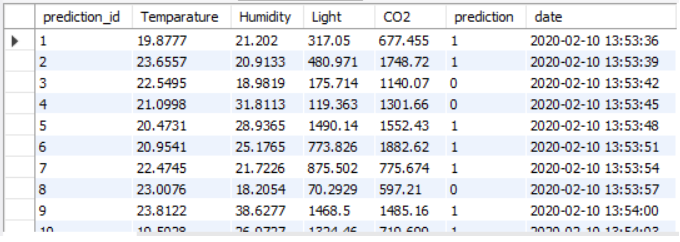 prediction_id Temparature Humidity Light CO2 prediction date
1 19.8777 21.202 317.05 677.455 1 2020-02-10 13:53:36
2 23.6557 20.9133 480.971 1748.72 1 2020-02-10 13:53:39
3 22.5495 18.9819 175.714 1140.07 0 2020-02-10 13:53:42
4 21.0998 31.8113 119.363 1301.66 0 2020-02-10 13:53:45
5 20.4731 28.9365 1490.14 1552.43 1 2020-02-10 13:53:48
6 20.9541 25.1765 773.826 1882.62 1 2020-02-10 13:53:51
7 22.4745 21.7226 875.502 775.674 1 2020-02-10 13:53:54
8 23.0076 18.2054 70.2929 597.21 0 2020-02-10 13:53:57
9 23.8122 38.6277 1468.5 1485.16 1 2020-02-10 13:54:00
10 1 2020-02-10 13:54:03